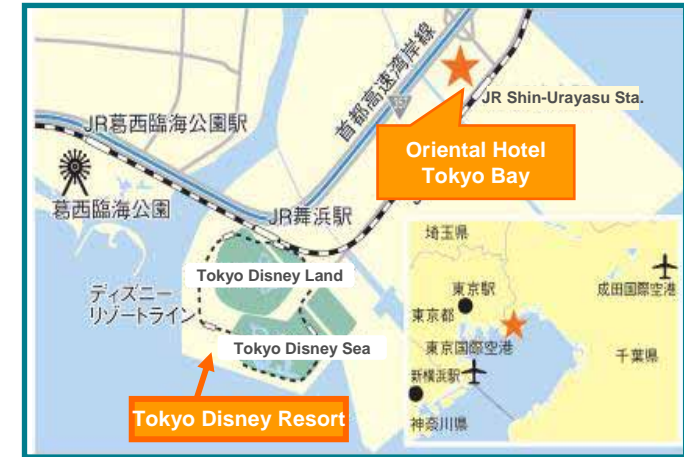 首都高速湾岸線
JR Shin-Urayasu Sta.
JR葛西臨海公園駅
Oriental Hotel
Tokyo Bay
葛西臨海公園
JR舞浜駅
Tokyo Disney Land
ディズニー
リゾートライン
Tokyo Disney Sea
Tokyo Disney Resort
埼玉県
東京駅
成田国際空港
東京都
東京国際空港
千葉県
新横浜駅
神奈川県